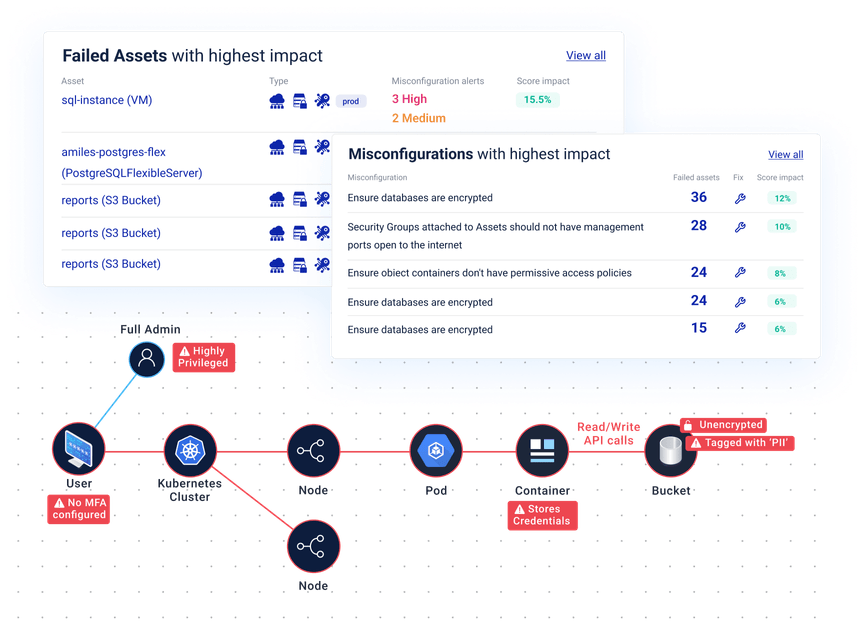 Failed Assets with highest impact
View all
Asset
Type
Misconfiguration alerts
Score impact
sql-instance (VM)
prod
3 High
15.5%
2 Medium
amiles-postgres-flex
(PostgreSQLFlexibleServer)
reports (S3 Bucket)
reports (S3 Bucket)
reports (S3 Bucket)
Misconfigurations with highest impact
View all
Misconfiguration
Failed assets
Fix
Score impact
Ensure databases are encrypted
36
12%
Security Groups attached to Assets should not have management
ports open to the internet
28
10%
Ensure obiect containers don't have permissive access policies
24
8%
Ensure databases are encrypted
24
6%
Ensure databases are encrypted
15
6%
Full Admin
Highly
Privileged
User
No MFA
configured
Kubernetes
Cluster
Node
Node
Pod
Container
Stores
Credentials
Read/Write
API calls
Unencrypted
Tagged with 'PII'
Bucket